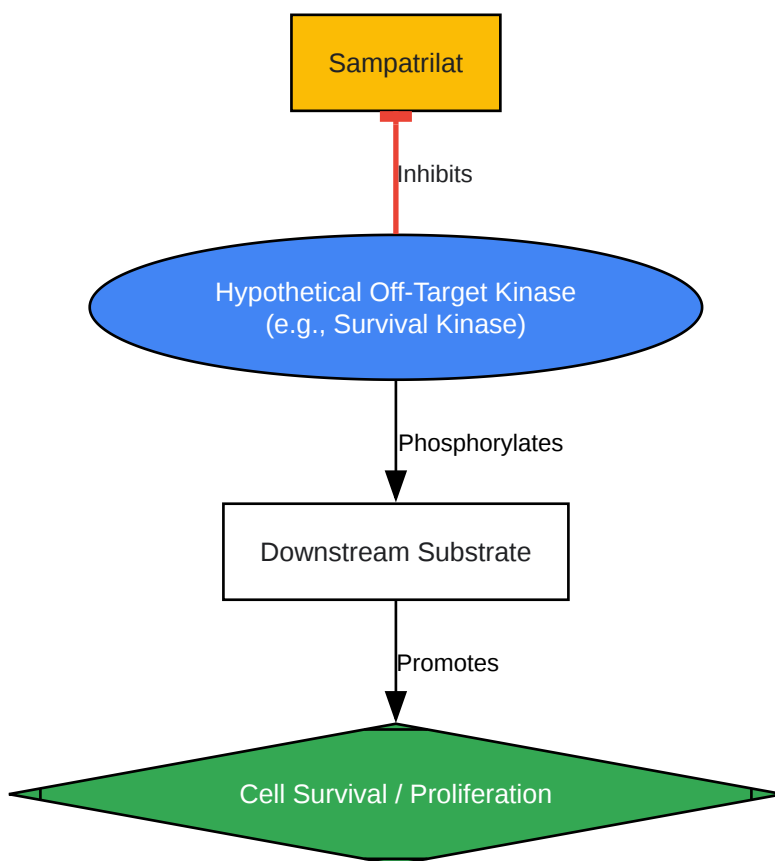 Sampatrilat
Inhibits
Hypothetical Off-Target Kinase
(e.g., Survival Kinase)
Phosphorylates
Downstream Substrate
Promotes
Cell Survival / Proliferation